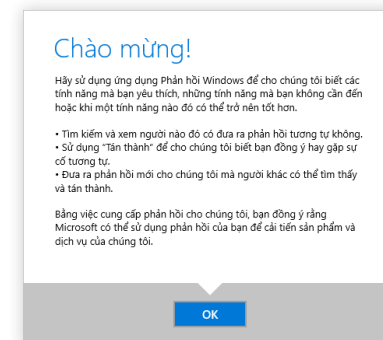 Chào mừng!
Hãy sử dụng ứng dụng Phản hồi Windows để cho chúng tôi biết các
tính năng mà bạn yêu thích, những tính năng mà bạn không cần đến
hoặc khi một tính năng nào đó có thể trở nên tốt hơn.
• Tìm kiếm và xem người nào đó có đưa ra phản hồi tương tự không.
• Sử dụng "Tán thành" để cho chúng tôi biết bạn đồng ý hay gặp sự
cố tương tự.
• Đưa ra phản hồi mới cho chúng tôi mà người khác có thể tìm thấy
và tán thành.
Bằng việc cung cấp phản hồi cho chúng tôi, bạn đồng ý rằng
Microsoft có thể sử dụng phản hồi của bạn để cải tiến sản phẩm và
dịch vụ của chúng tôi.
OK